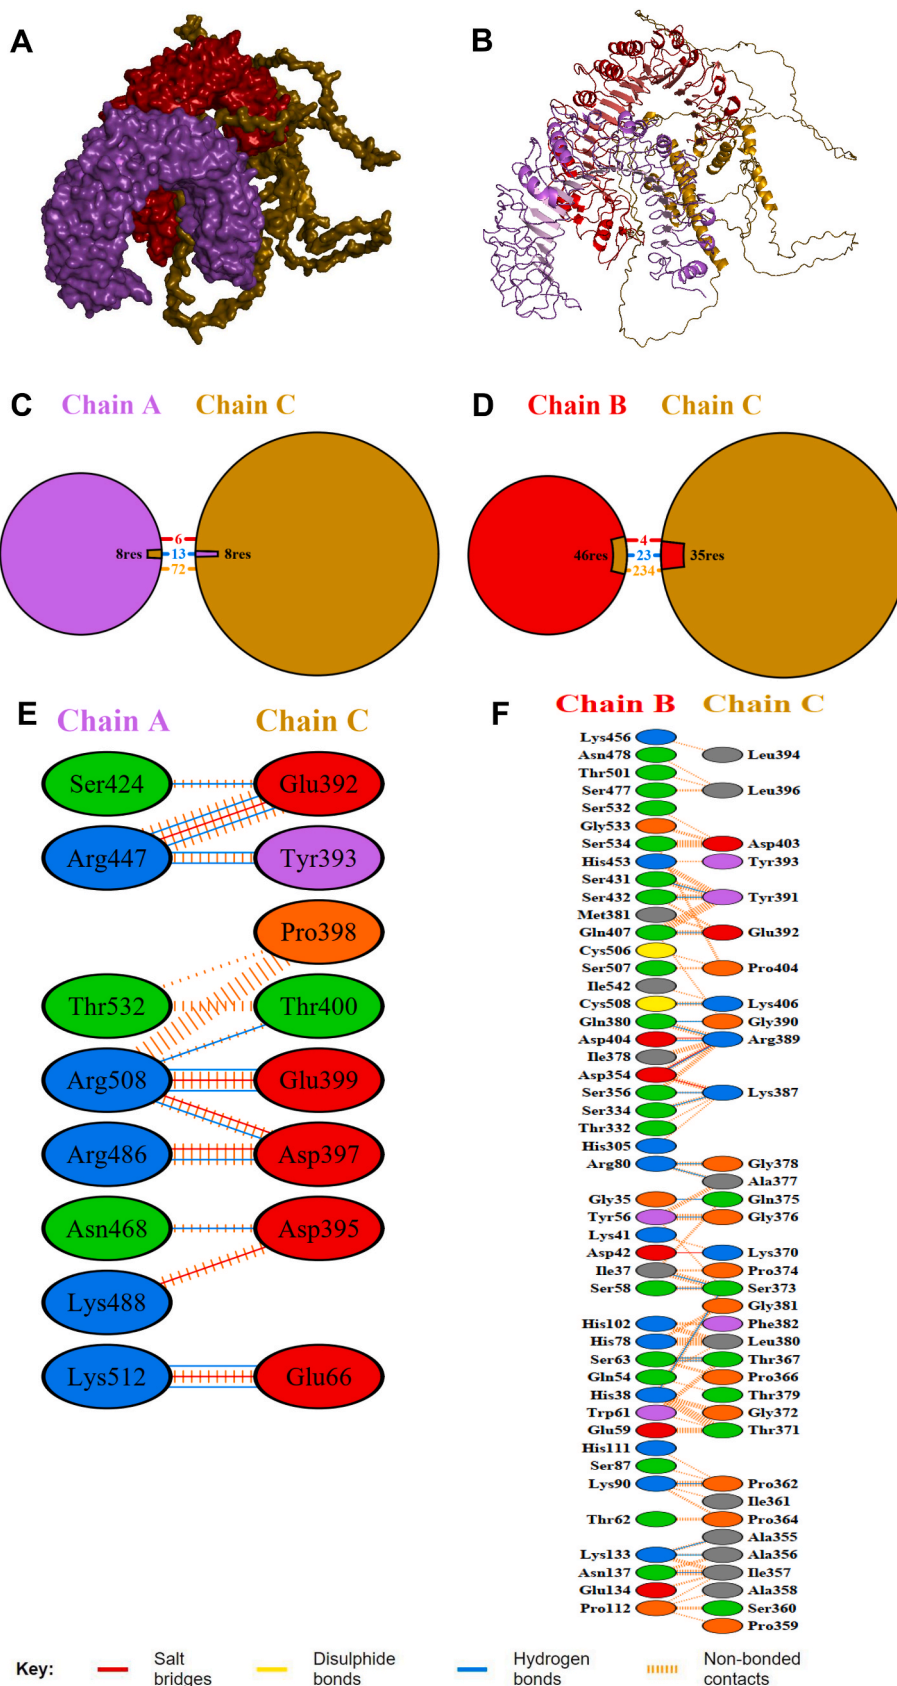 A
B
C Chain A Chain C
D Chain B Chain C
6
8res 13 8res
72
4
46res 23 35res
234
E Chain A Chain C
Ser424 Glu392
Arg447 Tyr393
Pro398
Thr532 Thr400
Arg508 Glu399
Arg486 Asp397
Asn468 Asp395
Lys488
Lys512 Glu66
F Chain B Chain C
Lys456
Asn478 Leu394
Thr501
Ser477 Leu396
Ser532
Gly533
Ser534 Asp403
His453 Tyr393
Ser431
Ser432 Tyr391
Met381
Gln407 Glu392
Cys506
Ser507 Pro404
Ile542
Cys508 Lys406
Gln380 Gly390
Asp404 Arg389
Ile378
Asp354
Ser356 Lys387
Ser334
Thr332
His305
Arg80 Gly378
Ala377
Gly35 Gln375
Tyr56 Gly376
Lys41
Asp42 Lys370
Ile37 Pro374
Ser58 Ser373
Gly381
His102 Phe382
His78 Leu380
Ser63 Thr367
Gln54 Pro366
His38 Thr379
Trp61 Gly372
Glu59 Thr371
His111
Ser87
Lys90 Pro362
Ile361
Thr62 Pro364
Ala355
Lys133 Ala356
Asn137 Ile357
Glu134 Ala358
Pro112 Ser360
Pro359
Key: Salt bridges Disulphide bonds Hydrogen bonds Non-bonded contacts